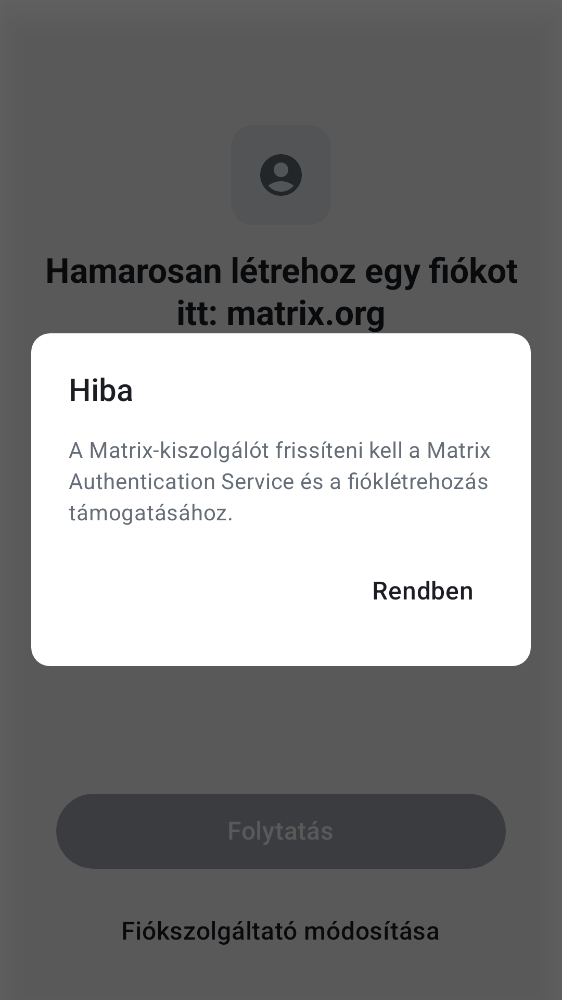 Hamarosan létrehoz egy fiókot
itt: matrix.org
Hiba
A Matrix-kiszolgálót frissíteni kell a Matrix
Authentication Service és a fióklétrehozás
támogatásához.
Rendben
Folytatás
Fiókszolgáltató módosítása